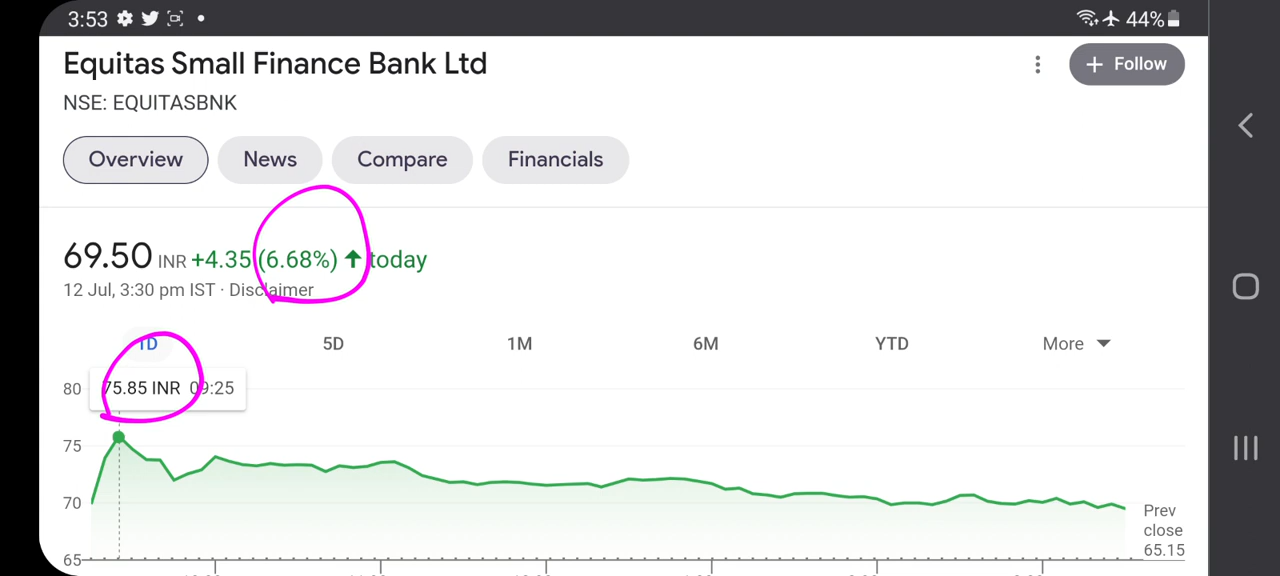 3:53 44%
Equitas Small Finance Bank Ltd
+ Follow
NSE: EQUITASBNK
Overview News Compare Financials
69.50 INR +4.35 (6.68%) ↑ today
12 Jul, 3:30 pm IST · Disclaimer
1D 5D 1M 6M YTD More
80
75.85 INR 09:25
75
70
Prev
close
65.15
65